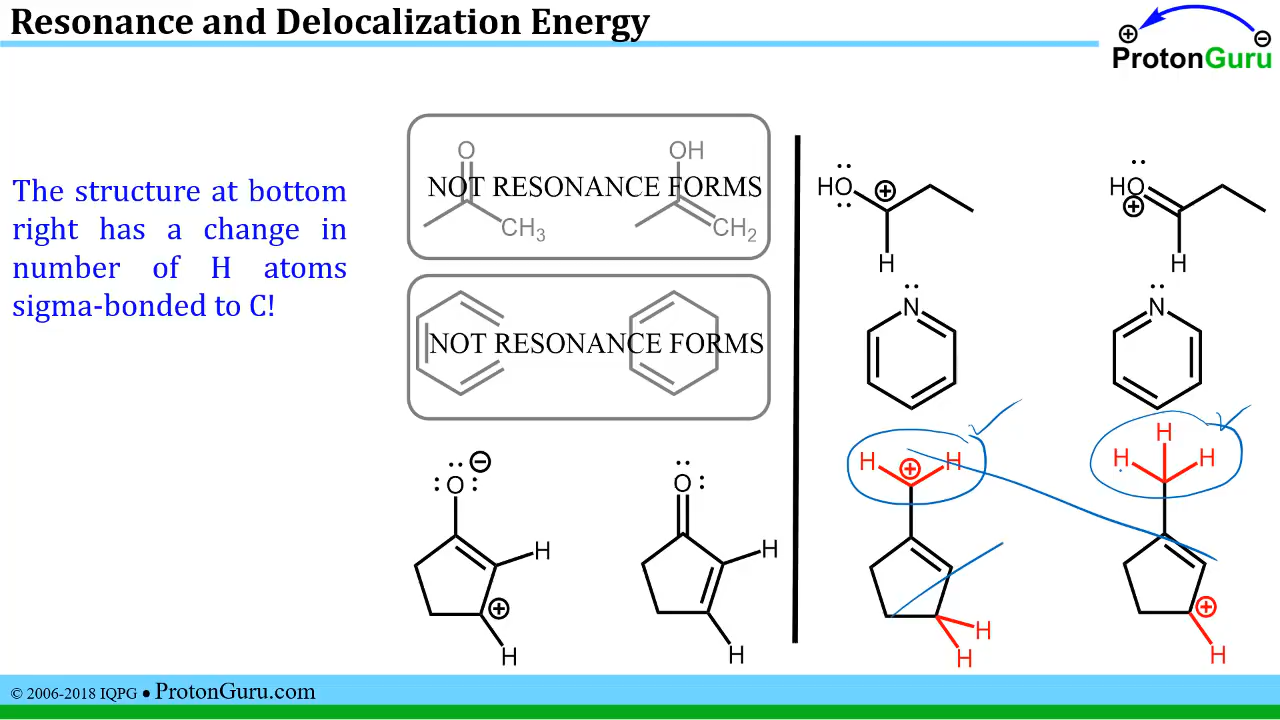 Resonance and Delocalization Energy
ProtonGuru
The structure at bottom
right has a change in
number of H atoms
sigma-bonded to C!
O
OH
NOT RESONANCE FORMS
CH3
CH2
NOT RESONANCE FORMS
HO
H
HO
H
N
N
O
H
H
O
H
H
H
H
H
H
H
H
H
H
© 2006-2018 IQPG ● ProtonGuru.com